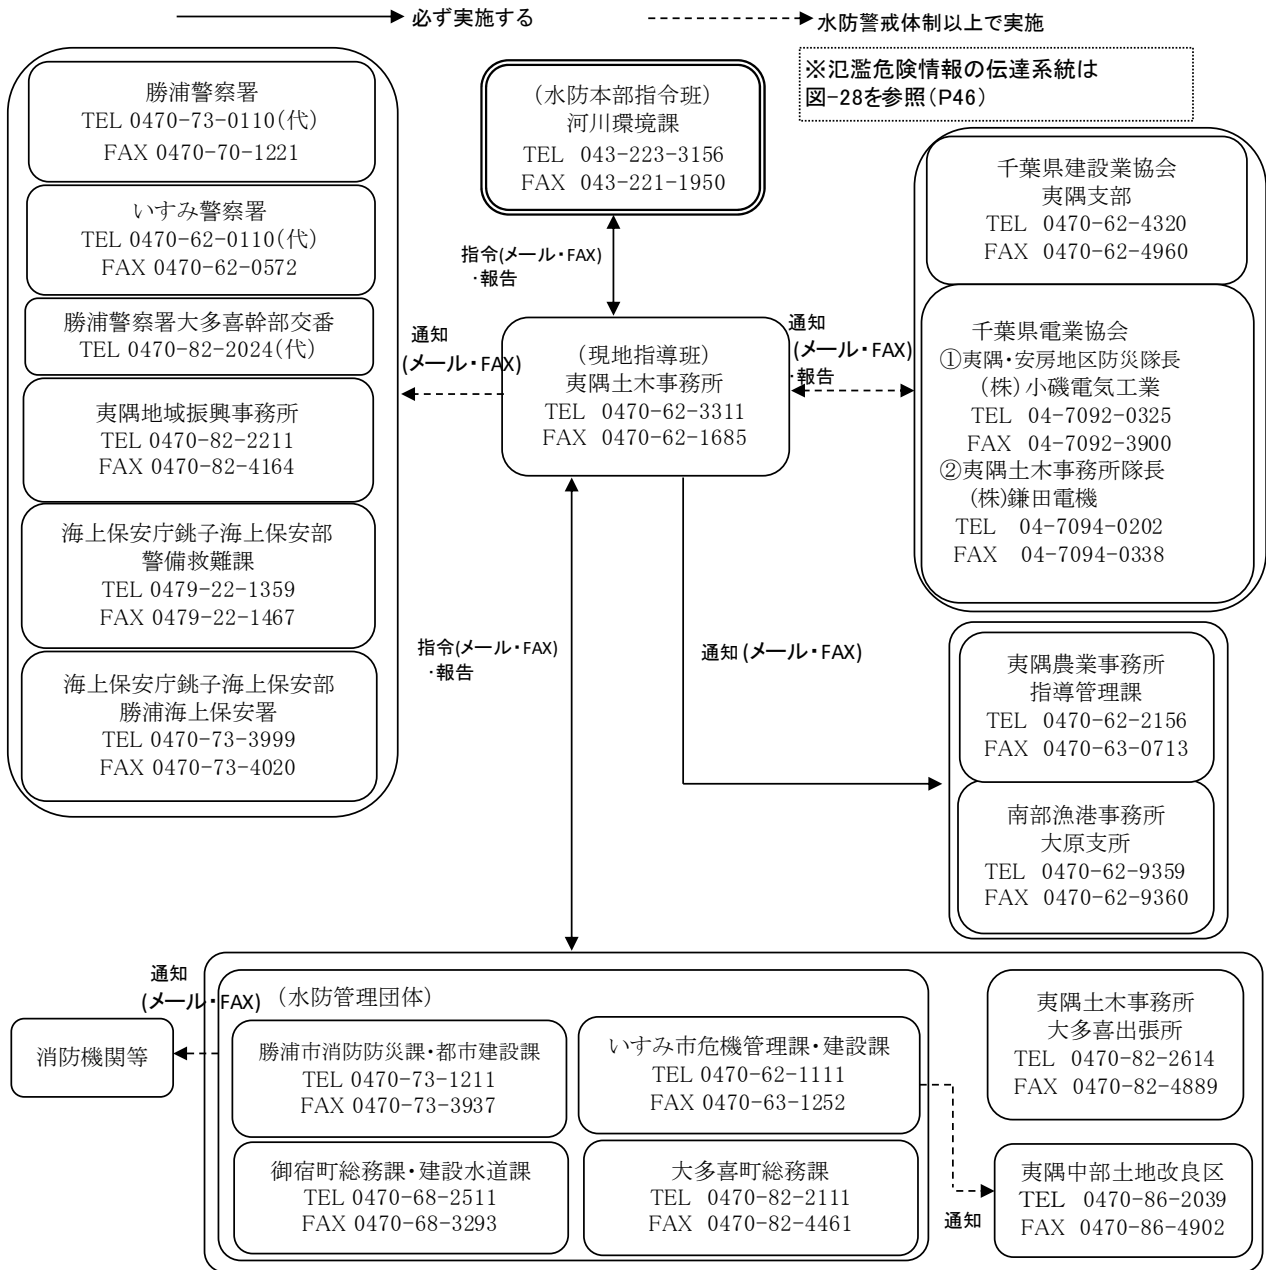 必ず実施する
水防警戒体制以上で実施
※氾濫危険情報の伝達系統は
図-28を参照(P46)
勝浦警察署
TEL 0470-73-0110(代)
FAX 0470-70-1221
いすみ警察署
TEL 0470-62-0110(代)
FAX 0470-62-0572
勝浦警察署大多喜幹部交番
TEL 0470-82-2024(代)
夷隅地域振興事務所
TEL 0470-82-2211
FAX 0470-82-4164
海上保安庁銚子海上保安部
警備救難課
TEL 0479-22-1359
FAX 0479-22-1467
海上保安庁銚子海上保安部
勝浦海上保安署
TEL 0470-73-3999
FAX 0470-73-4020
(水防本部指令班)
河川環境課
TEL 043-223-3156
FAX 043-221-1950
指令(メール・FAX)
・報告
通知
(メール・FAX)
(現地指導班)
夷隅土木事務所
TEL 0470-62-3311
FAX 0470-62-1685
通知
(メール・FAX)
・報告
千葉県建設業協会
夷隅支部
TEL 0470-62-4320
FAX 0470-62-4960
千葉県電業協会
①夷隅・安房地区防災隊長
(株)小磯電気工業
TEL 04-7092-0325
FAX 04-7092-3900
②夷隅土木事務所隊長
(株)鎌田電機
TEL 04-7094-0202
FAX 04-7094-0338
指令(メール・FAX)
・報告
通知(メール・FAX)
夷隅農業事務所
指導管理課
TEL 0470-62-2156
FAX 0470-63-0713
南部漁港事務所
大原支所
TEL 0470-62-9359
FAX 0470-62-9360
通知
(メール・FAX)
消防機関等
(水防管理団体)
勝浦市消防防災課・都市建設課
TEL 0470-73-1211
FAX 0470-73-3937
いすみ市危機管理課・建設課
TEL 0470-62-1111
FAX 0470-63-1252
御宿町総務課・建設水道課
TEL 0470-68-2511
FAX 0470-68-3293
大多喜町総務課
TEL 0470-82-2111
FAX 0470-82-4461
夷隅土木事務所
大多喜出張所
TEL 0470-82-2614
FAX 0470-82-4889
通知
夷隅中部土地改良区
TEL 0470-86-2039
FAX 0470-86-4902